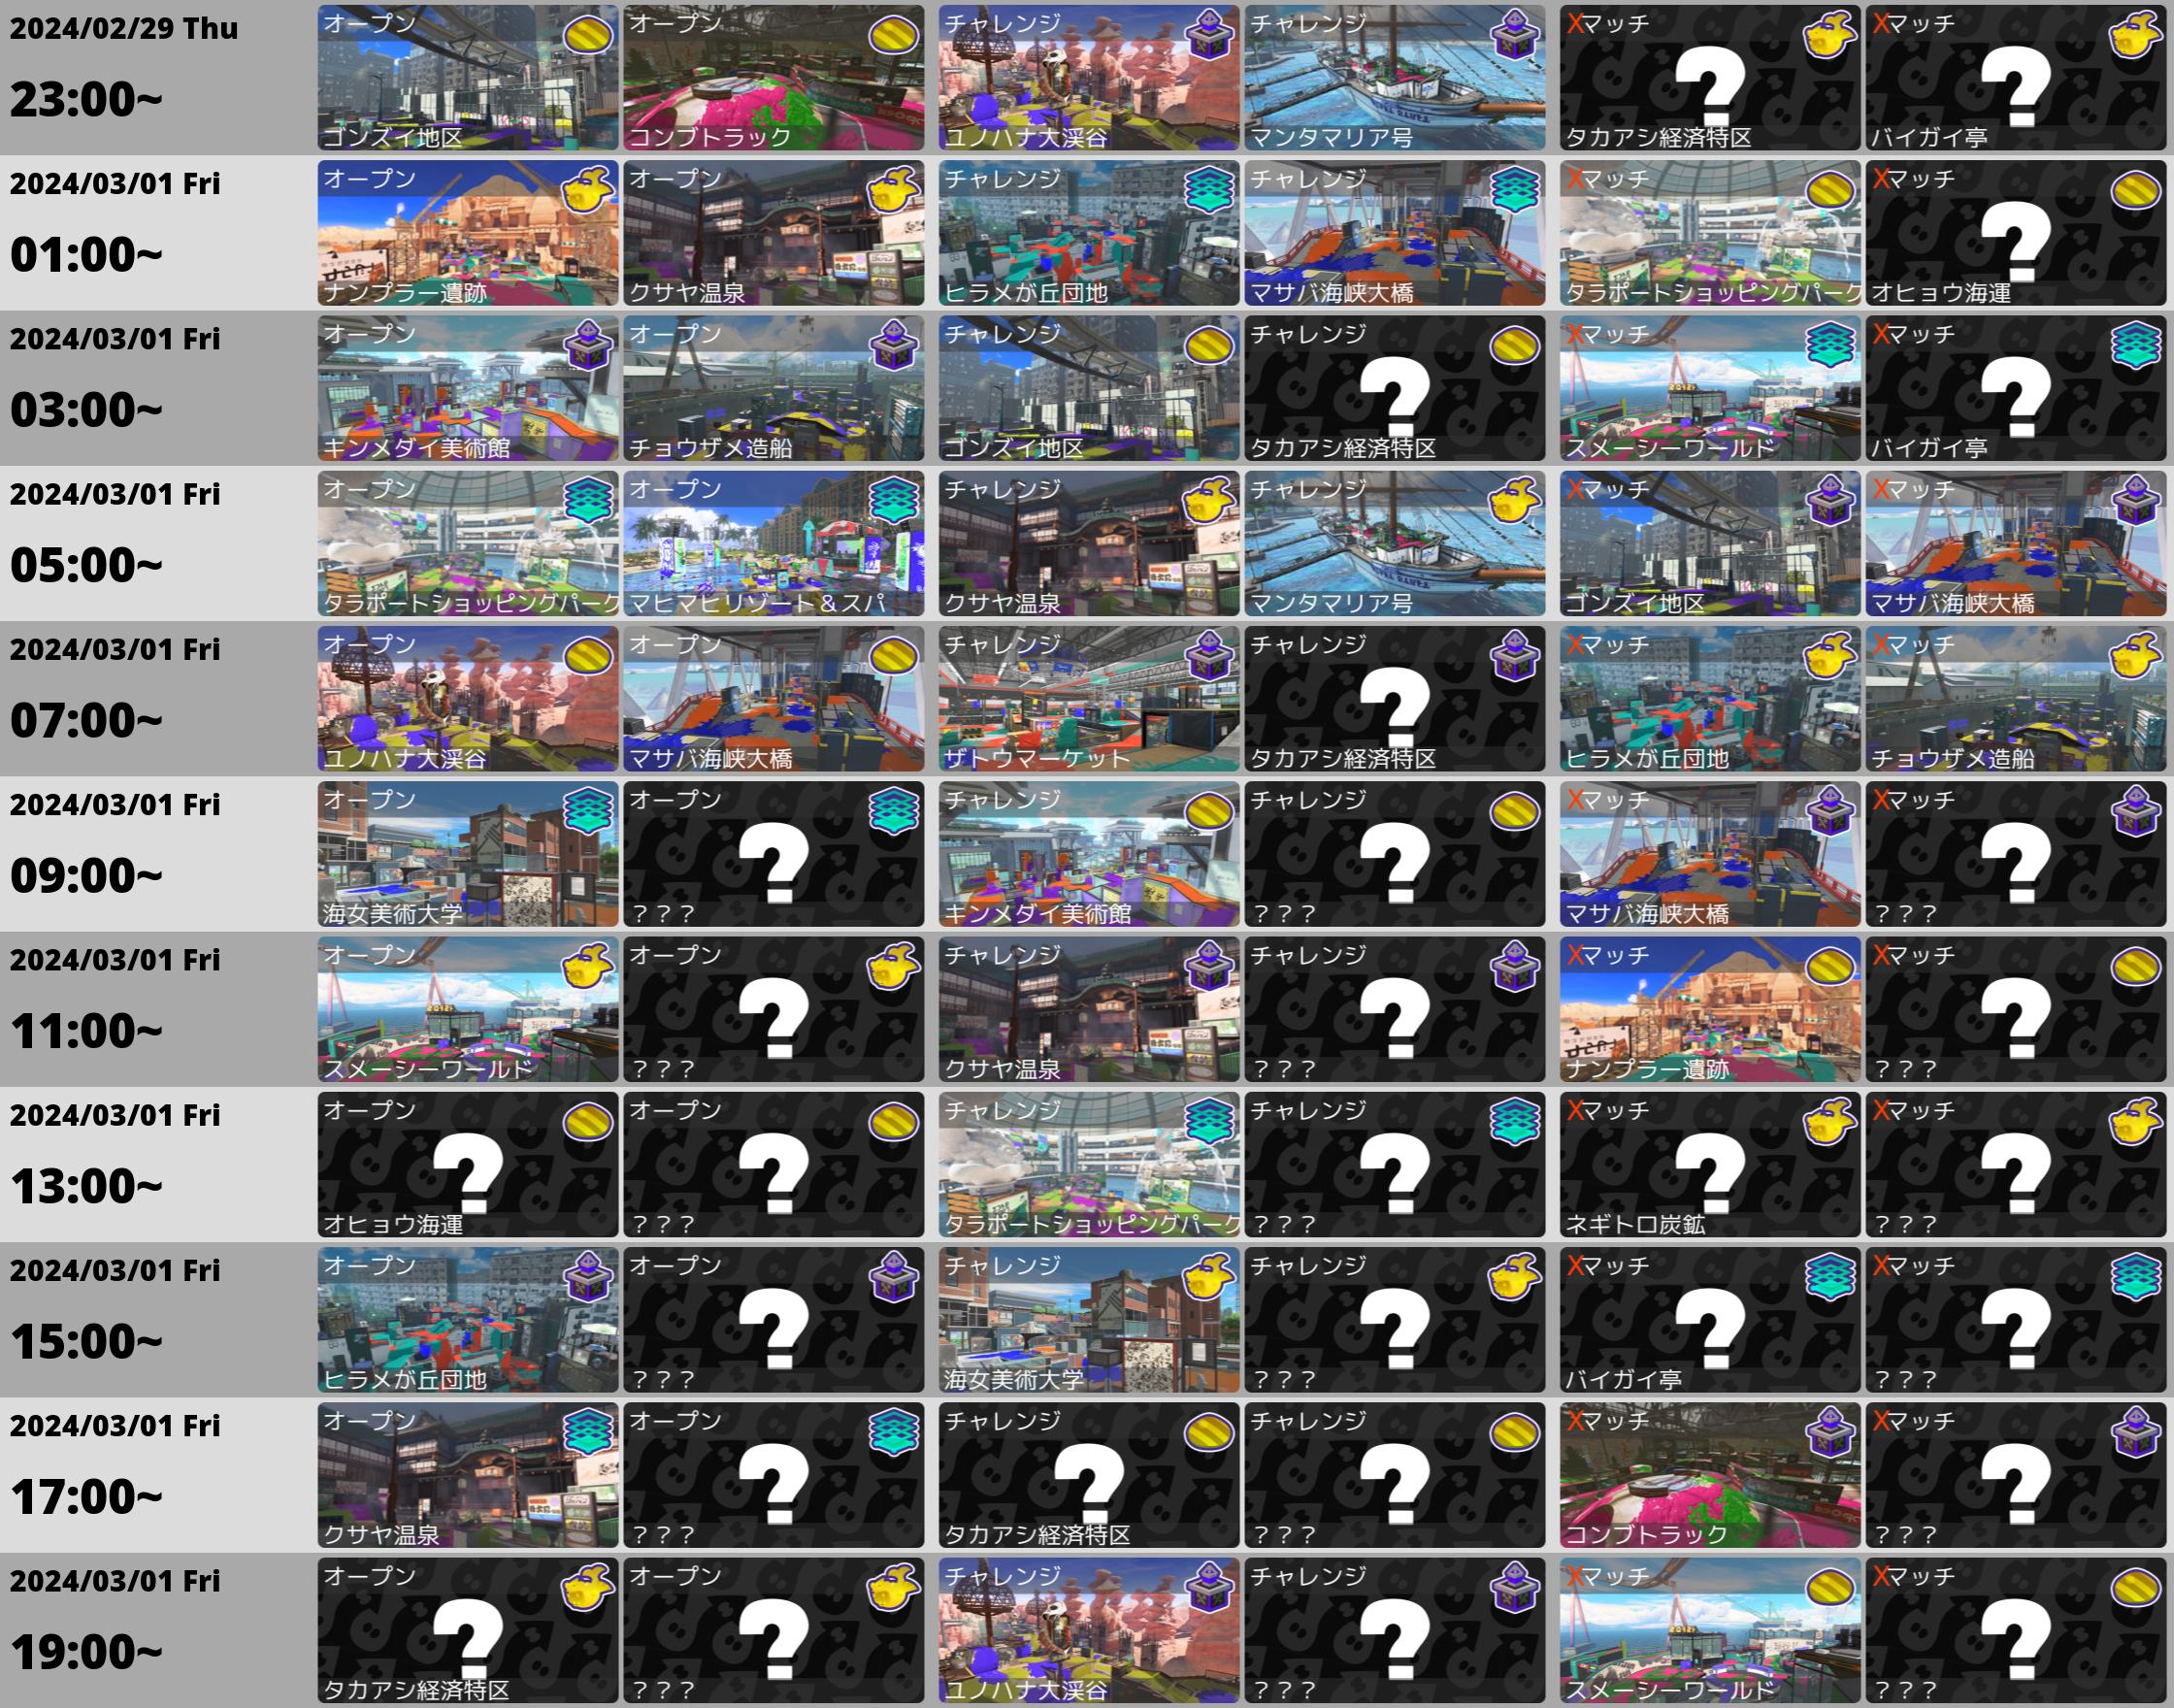 2024/02/29 Thu
23:00~
オープン オープン チャレンジ チャレンジ Xマッチ Xマッチ
ゴンズイ地区 コンブトラック ユノハナ大渓谷 マンタマリア号 タカアシ経済特区 バイガイ亭
2024/03/01 Fri
01:00~
オープン オープン チャレンジ チャレンジ Xマッチ Xマッチ
ナンプラー遺跡 クサヤ温泉 ヒラメが丘団地 マサバ海峡大橋 タラポートショッピングパーク オヒョウ海運
2024/03/01 Fri
03:00~
オープン オープン チャレンジ チャレンジ Xマッチ Xマッチ
キンメダイ美術館 チョウザメ造船 ゴンズイ地区 タカアシ経済特区 スメーシーワールド バイガイ亭
2024/03/01 Fri
05:00~
オープン オープン チャレンジ チャレンジ Xマッチ Xマッチ
タラポートショッピングパーク マヒマヒリゾート＆スパ クサヤ温泉 マンタマリア号 ゴンズイ地区 マサバ海峡大橋
2024/03/01 Fri
07:00~
オープン オープン チャレンジ チャレンジ Xマッチ Xマッチ
ユノハナ大渓谷 マサバ海峡大橋 ザトウマーケット タカアシ経済特区 ヒラメが丘団地 チョウザメ造船
2024/03/01 Fri
09:00~
オープン オープン チャレンジ チャレンジ Xマッチ Xマッチ
海女美術大学 ？？？ キンメダイ美術館 ？？？ マサバ海峡大橋 ？？？
2024/03/01 Fri
11:00~
オープン オープン チャレンジ チャレンジ Xマッチ Xマッチ
スメーシーワールド ？？？ クサヤ温泉 ？？？ ナンプラー遺跡 ？？？
2024/03/01 Fri
13:00~
オープン オープン チャレンジ チャレンジ Xマッチ Xマッチ
オヒョウ海運 ？？？ タラポートショッピングパーク ？？？ ネギトロ炭鉱 ？？？
2024/03/01 Fri
15:00~
オープン オープン チャレンジ チャレンジ Xマッチ Xマッチ
ヒラメが丘団地 ？？？ 海女美術大学 ？？？ バイガイ亭 ？？？
2024/03/01 Fri
17:00~
オープン オープン チャレンジ チャレンジ Xマッチ Xマッチ
クサヤ温泉 ？？？ タカアシ経済特区 ？？？ コンブトラック ？？？
2024/03/01 Fri
19:00~
オープン オープン チャレンジ チャレンジ Xマッチ Xマッチ
タカアシ経済特区 ？？？ ユノハナ大渓谷 ？？？ スメーシーワールド ？？？